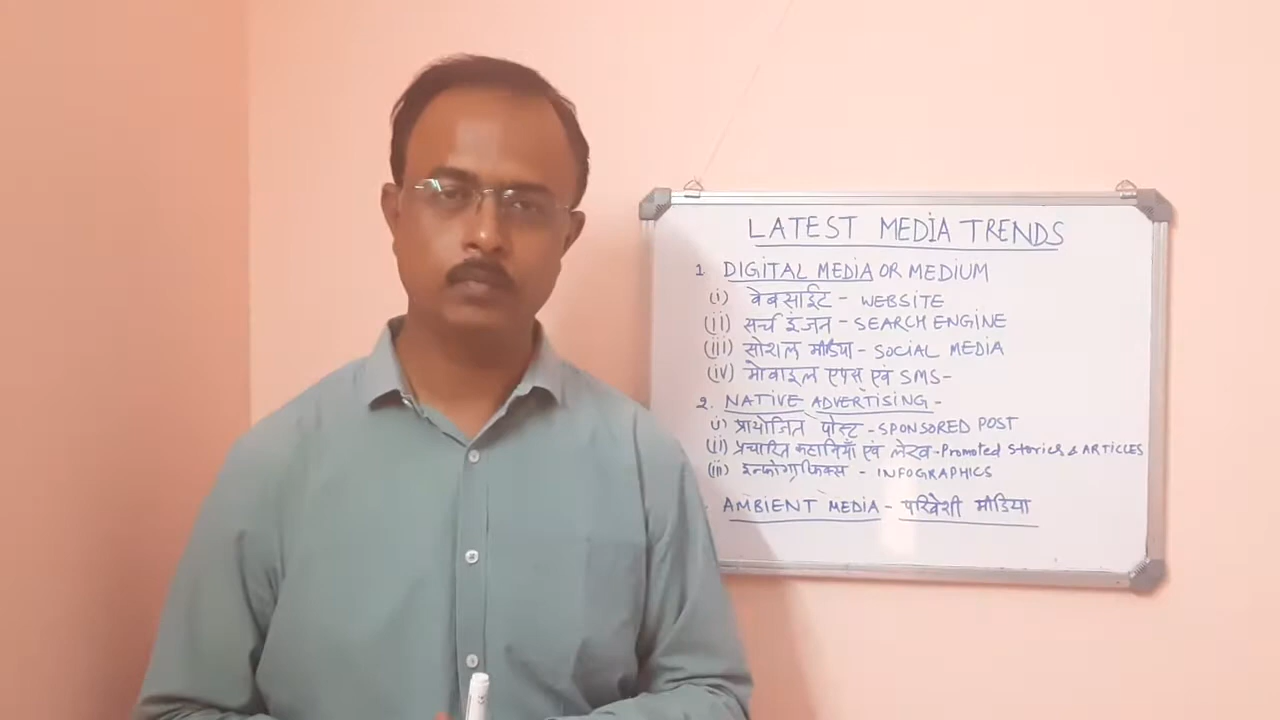 LATEST MEDIA TRENDS
1. DIGITAL MEDIA OR MEDIUM
(i) वेबसाईट - WEBSITE
(ii) सर्च इंजन - SEARCH ENGINE
(iii) सोशल मीडिया - SOCIAL MEDIA
(iv) मोबाइल एप्स एवं SMS-
2. NATIVE ADVERTISING -
i) प्रायोजित पोस्ट - SPONSORED POST
(ii) प्रचारित कहानियाँ एवं लेख - Promoted Stories & ARTICLES
(iii) इन्फोग्राफिक्स - INFOGRAPHICS
AMBIENT MEDIA - परिवेशी मीडिया